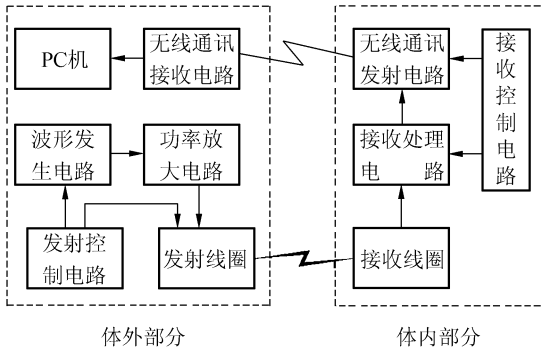 PC机
无线通讯
接收电路
无线通讯
发射电路
接收控制电路
波形发
生电路
功率放
大电路
接收处理
电 路
发射控
制电路
发射线圈
接收线圈
体外部分
体内部分